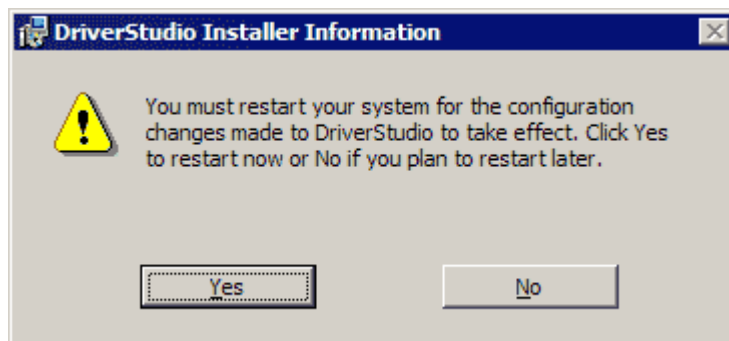 DriverStudio Installer Information
You must restart your system for the configuration
changes made to DriverStudio to take effect. Click Yes
to restart now or No if you plan to restart later.
Yes
No